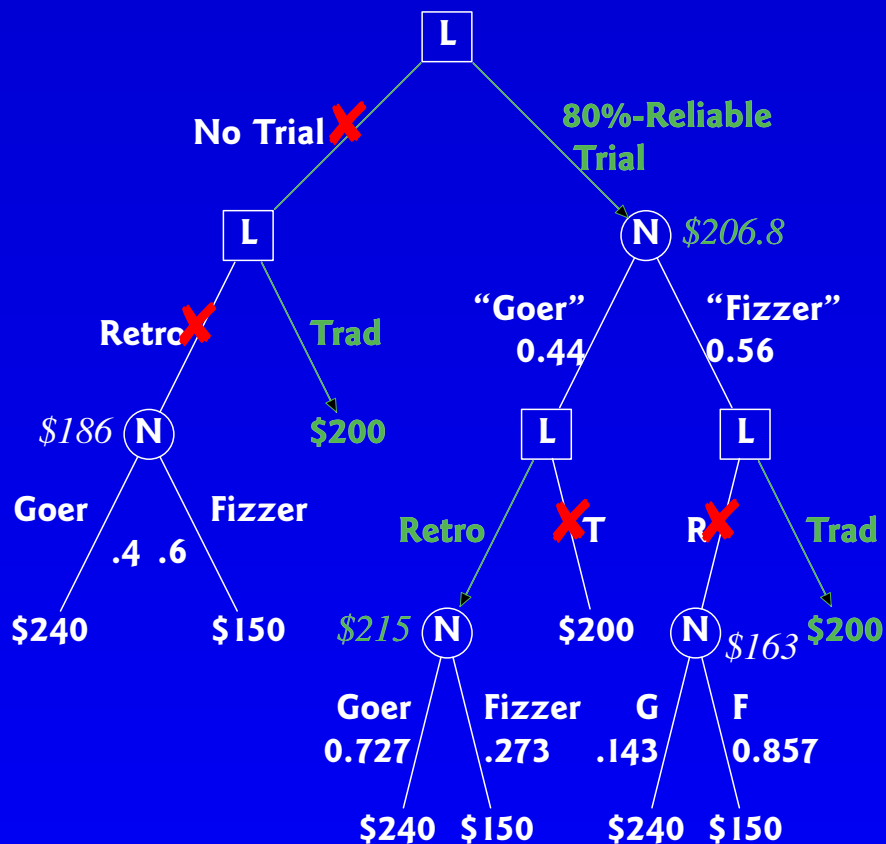 L
No Trial
80%-Reliable
Trial
L
N $206.8
“Goer”
0.44
“Fizzer”
0.56
Retro
Trad
$186 N
$200
L
L
Goer
Fizzer
.4 .6
Retro
T
R
Trad
$240
$150
$215 N
$200
N $163
$200
Goer
0.727
Fizzer
.273
G
.143
F
0.857
$240
$150
$240
$150